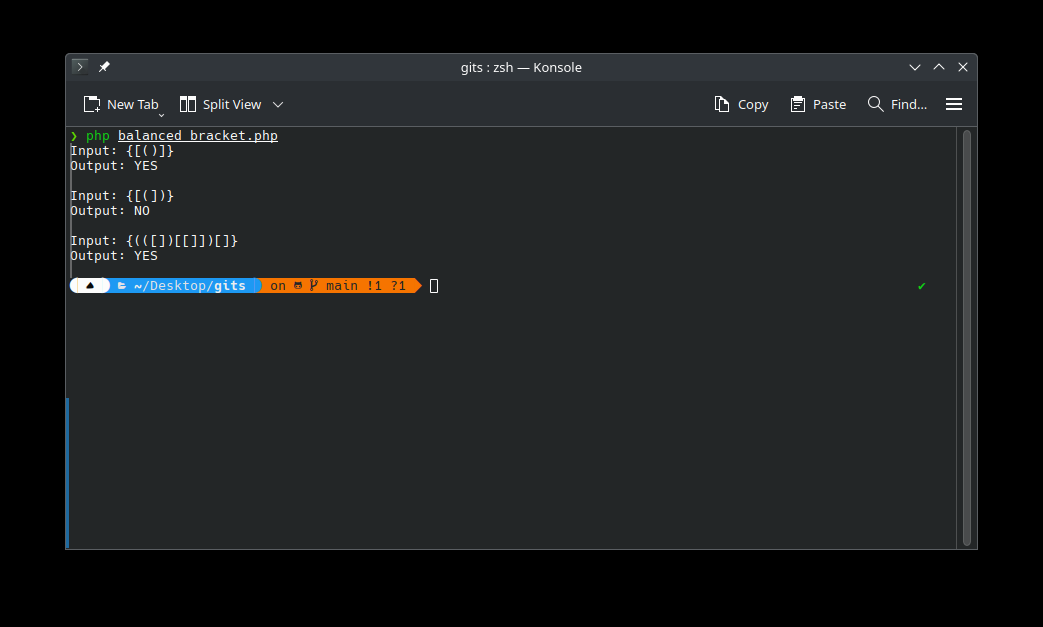 gits : zsh — Konsole
New Tab Split View Copy Paste Find...
❯ php balanced_bracket.php
Input: {[()]}
Output: YES
Input: {[(])}
Output: NO
Input: {(([])[[]])[]}
Output: YES
~/Desktop/gits on main !1 ?1 ✔